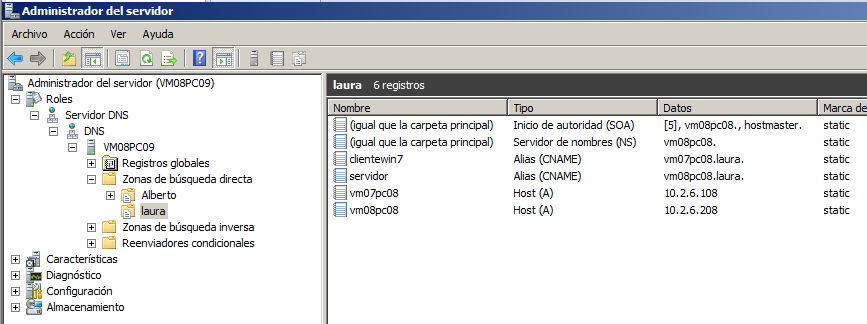 Administrador del servidor
Archivo Acción Ver Ayuda
Administrador del servidor (VM08PC09)
Roles
Servidor DNS
DNS
VM08PC09
Registros globales
Zonas de búsqueda directa
Alberto
laura
Zonas de búsqueda inversa
Reenviadores condicionales
Características
Diagnóstico
Configuración
Almacenamiento
laura 6 registros
Nombre Tipo Datos Marca de
(igual que la carpeta principal) Inicio de autoridad (SOA) [5], vm08pc08., hostmaster. static
(igual que la carpeta principal) Servidor de nombres (NS) vm08pc08. static
clientewin7 Alias (CNAME) vm07pc08.laura. static
servidor Alias (CNAME) vm08pc08.laura. static
vm07pc08 Host (A) 10.2.6.108 static
vm08pc08 Host (A) 10.2.6.208 static